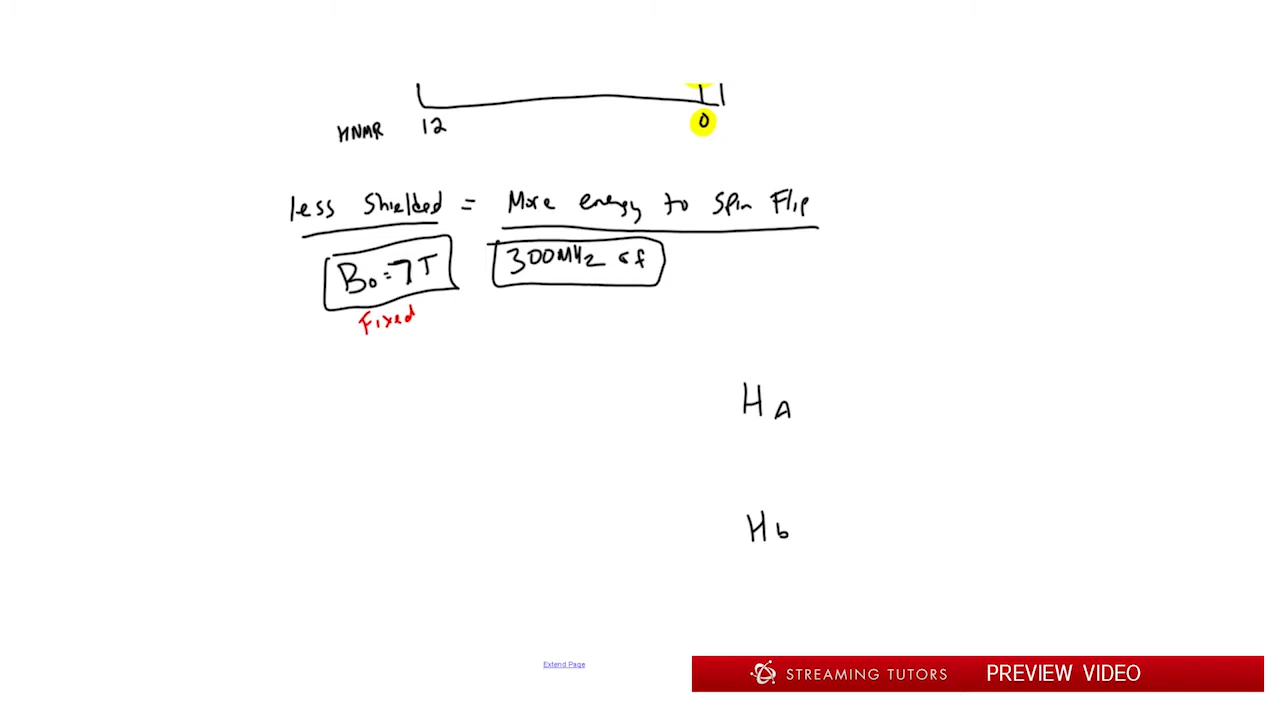 HNMR 12 0
less Shielded = More energy to Spin Flip
B0=7T 300MHz rf
Fixed
HA
Hb
Extend Page
STREAMING TUTORS PREVIEW VIDEO